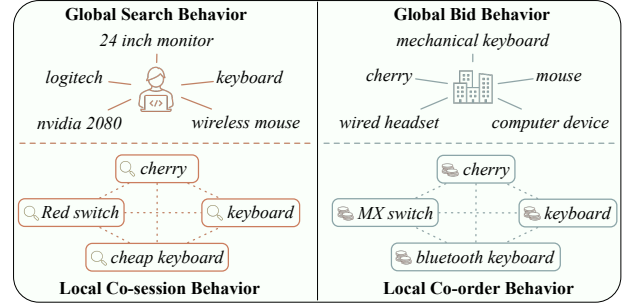 Global Search Behavior
24 inch monitor
logitech
keyboard
nvidia 2080
wireless mouse
cherry
Red switch
keyboard
cheap keyboard
Local Co-session Behavior
Global Bid Behavior
mechanical keyboard
cherry
mouse
wired headset
computer device
cherry
MX switch
keyboard
bluetooth keyboard
Local Co-order Behavior